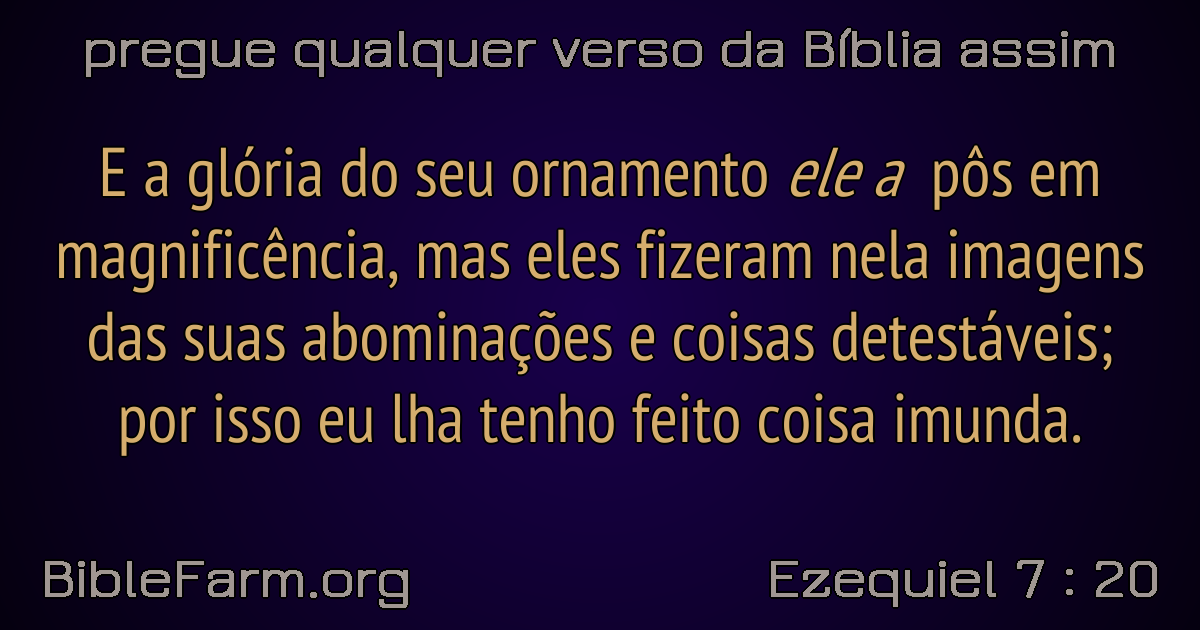 pregue qualquer verso da Bíblia assim
E a glória do seu ornamento ele a pôs em
magnificência, mas eles fizeram nela imagens
das suas abominações e coisas detestáveis;
por isso eu lha tenho feito coisa imunda.
BibleFarm.org
Ezequiel 7 : 20